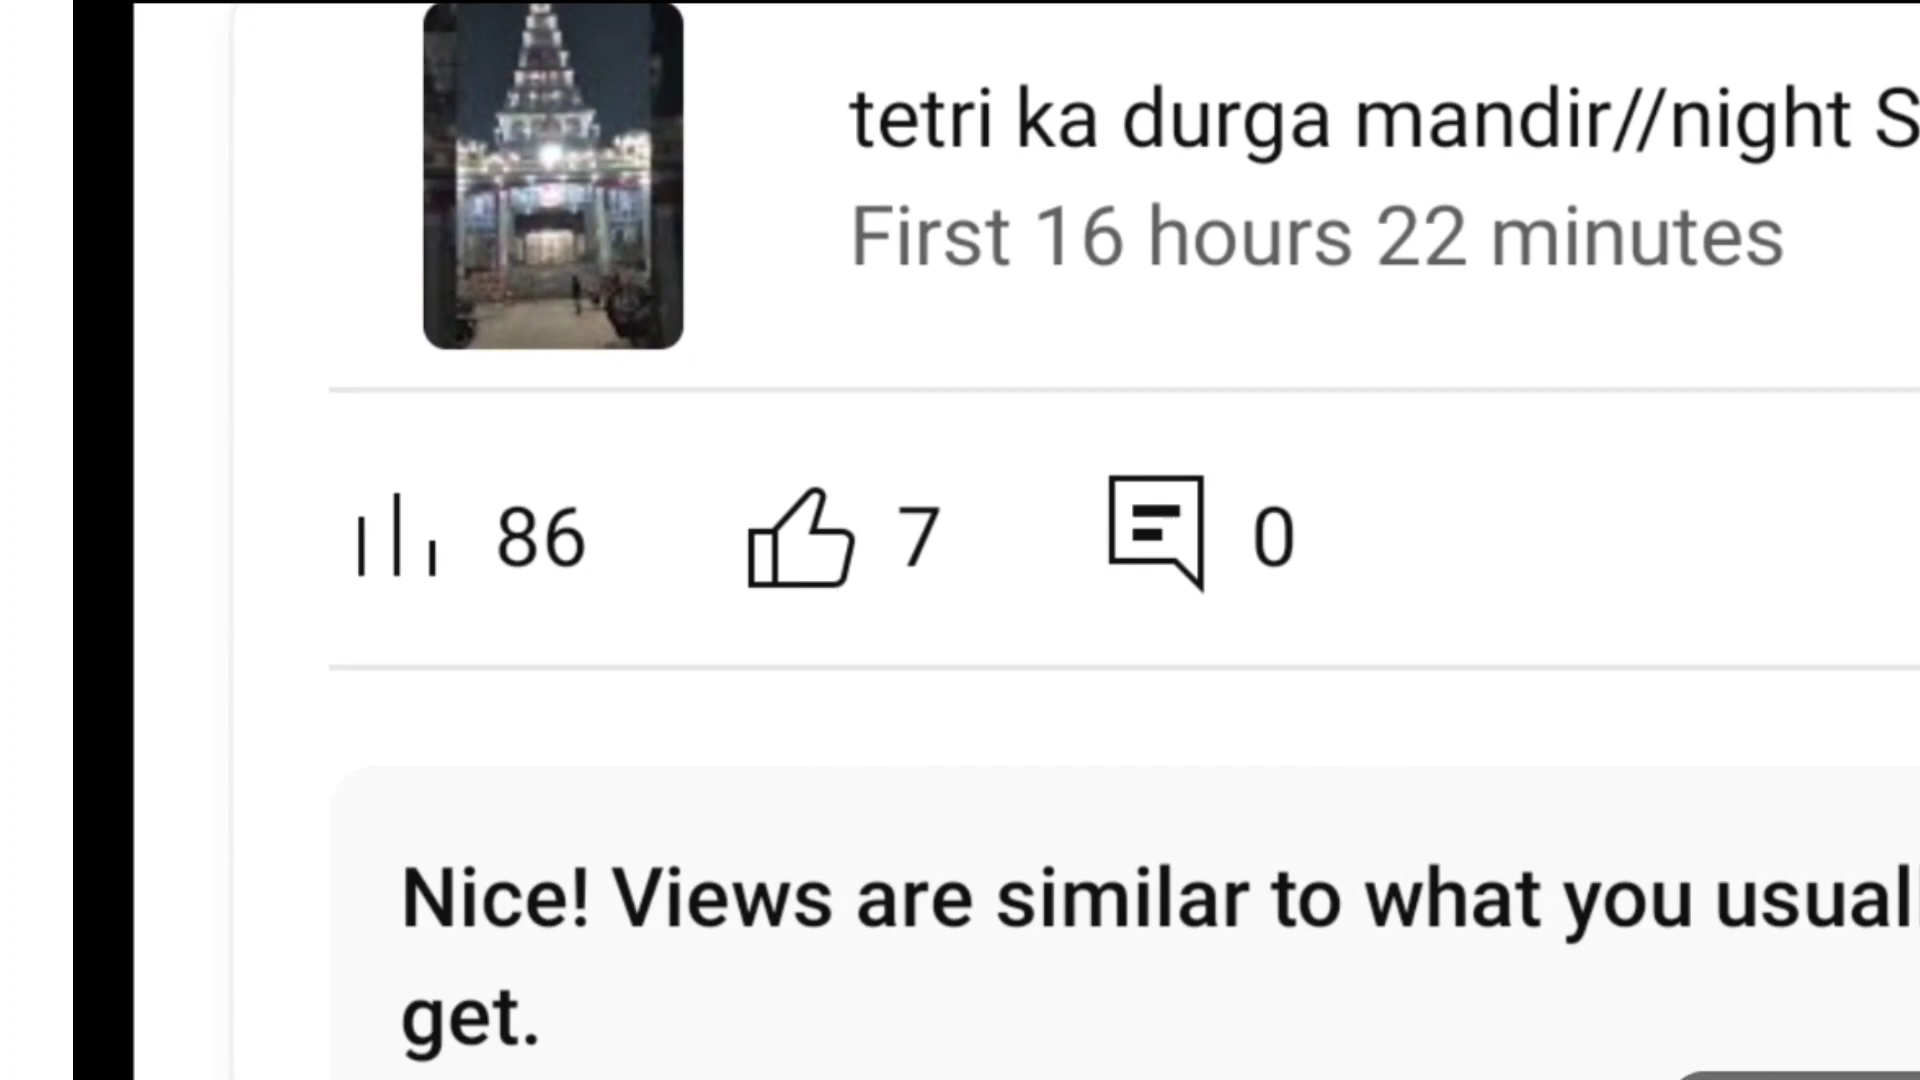 tetri ka durga mandir//night S
First 16 hours 22 minutes
86 7 0
Nice! Views are similar to what you usuall
get.